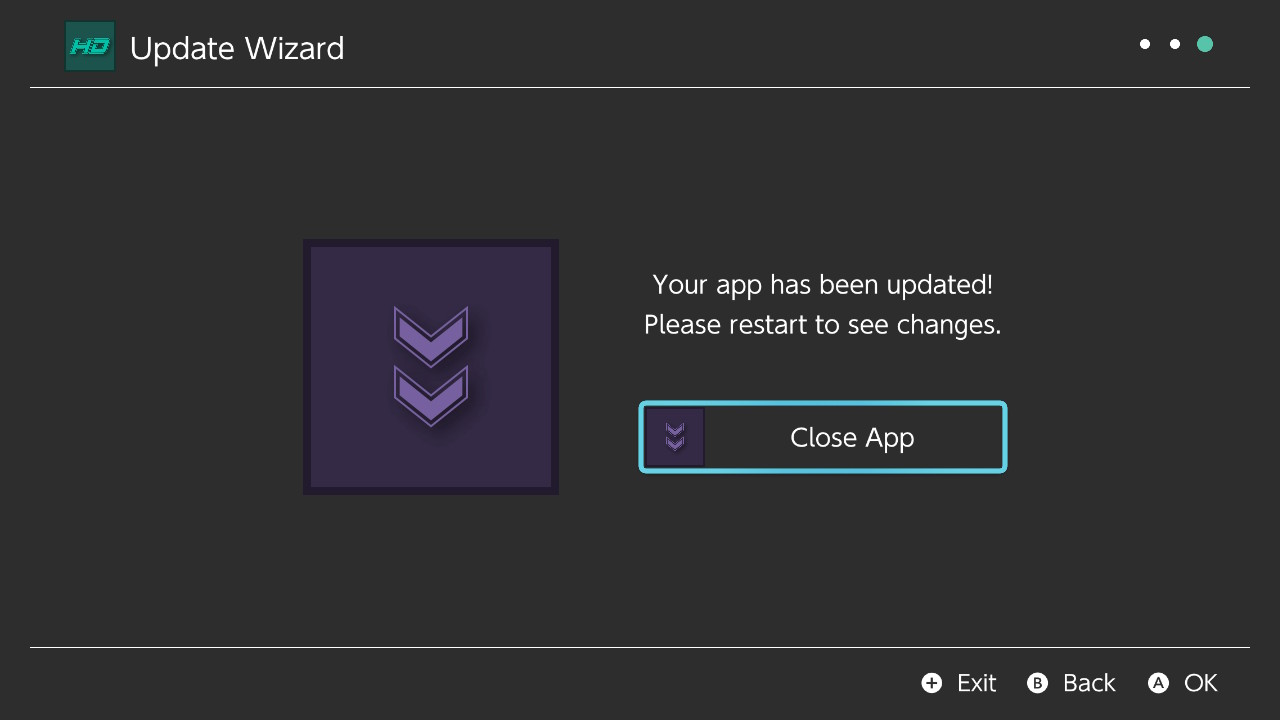 HD
Update Wizard
Your app has been updated!
Please restart to see changes.
Close App
+ Exit B Back A OK